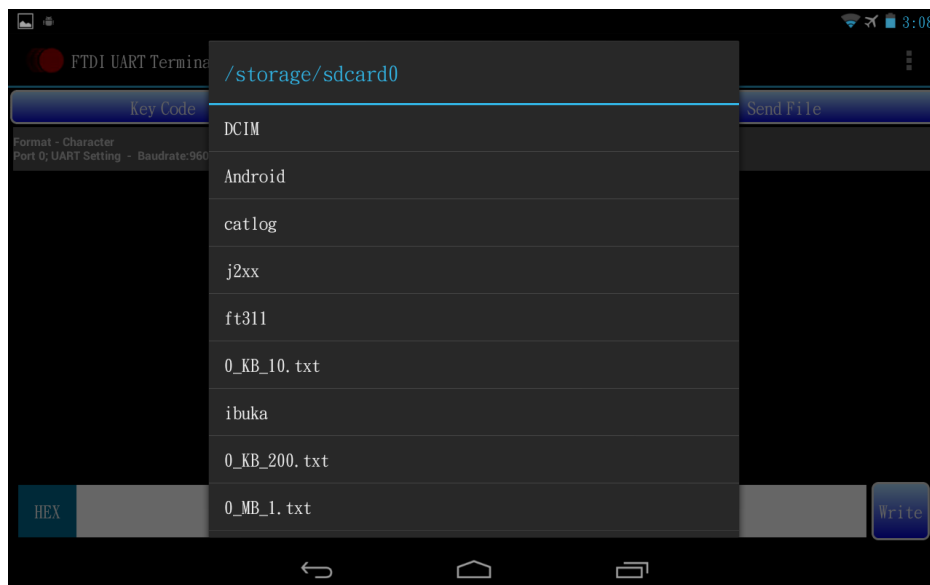 3:08
FTDI UART Termina
/storage/sdcard0
Key Code
Send File
Format - Character
Port 0; UART Setting - Baudrate:960
DCIM
Android
catlog
j2xx
ft311
0_KB_10.txt
ibuka
0_KB_200.txt
0_MB_1.txt
HEX
Write